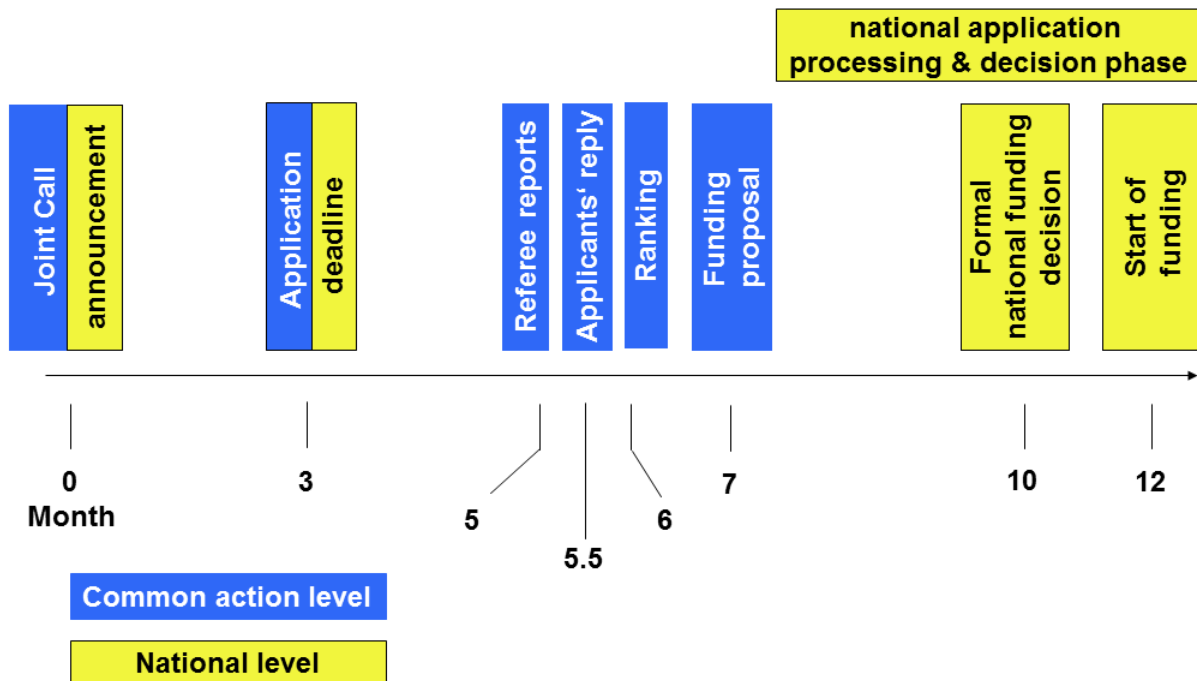 national application
processing & decision phase
Joint Call
announcement
Application
deadline
Referee reports
Applicants‘ reply
Ranking
Funding
proposal
Formal
national funding
decision
Start of
funding
0
Month
3
5
5.5
6
7
10
12
Common action level
National level